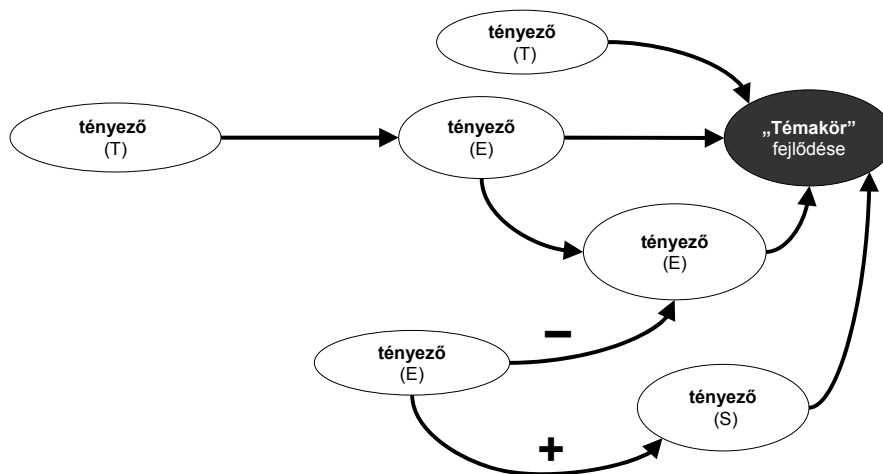 tényező
(T)
tényező
(T)
tényező
(E)
„Témakör”
fejlődése
tényező
(E)
–
tényező
(E)
tényező
(S)
+